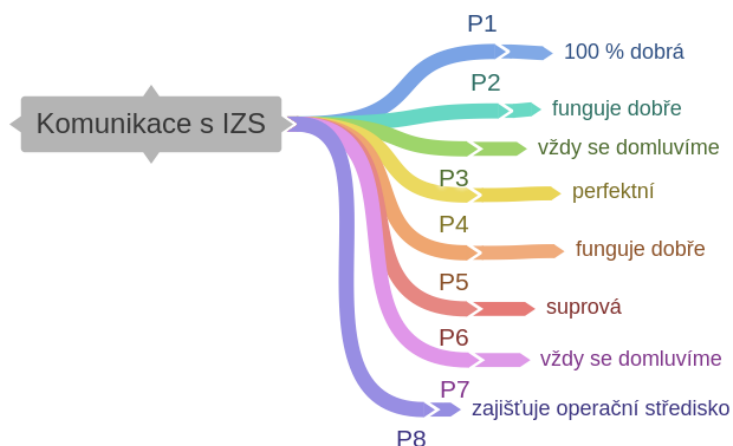 P1
100 % dobrá
P2
funguje dobře
Komunikace s IZS
vždy se domluvíme
P3
perfektní
P4
funguje dobře
P5
suprová
P6
vždy se domluvíme
P7
zajišťuje operační středisko
P8